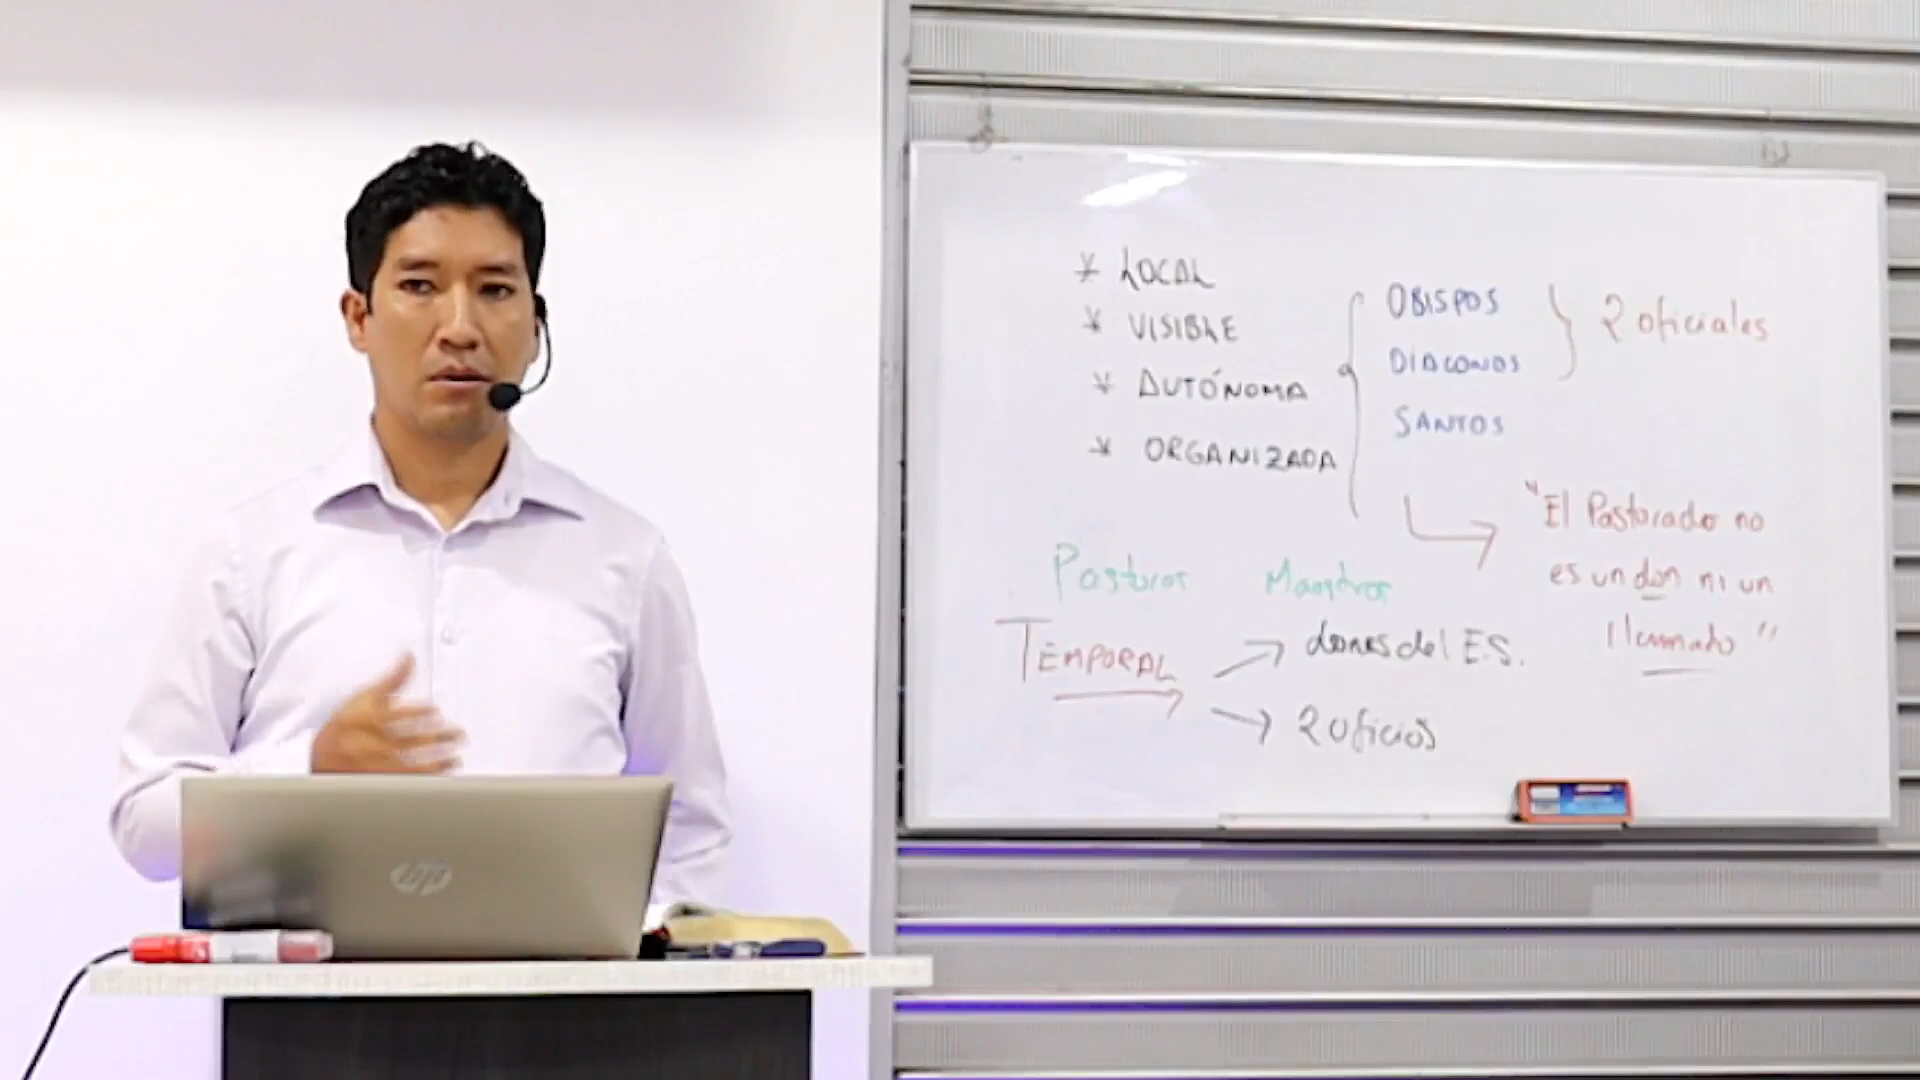 * LOCAL
* VISIBLE
* AUTÓNOMA
* ORGANIZADA
OBISPOS
DIACONOS
SANTOS
2 oficiales
"El Pastorado no
es un don ni un
llamado"
Pastores Maestros
TEMPORAL
dones del E.S.
2 oficios
hp